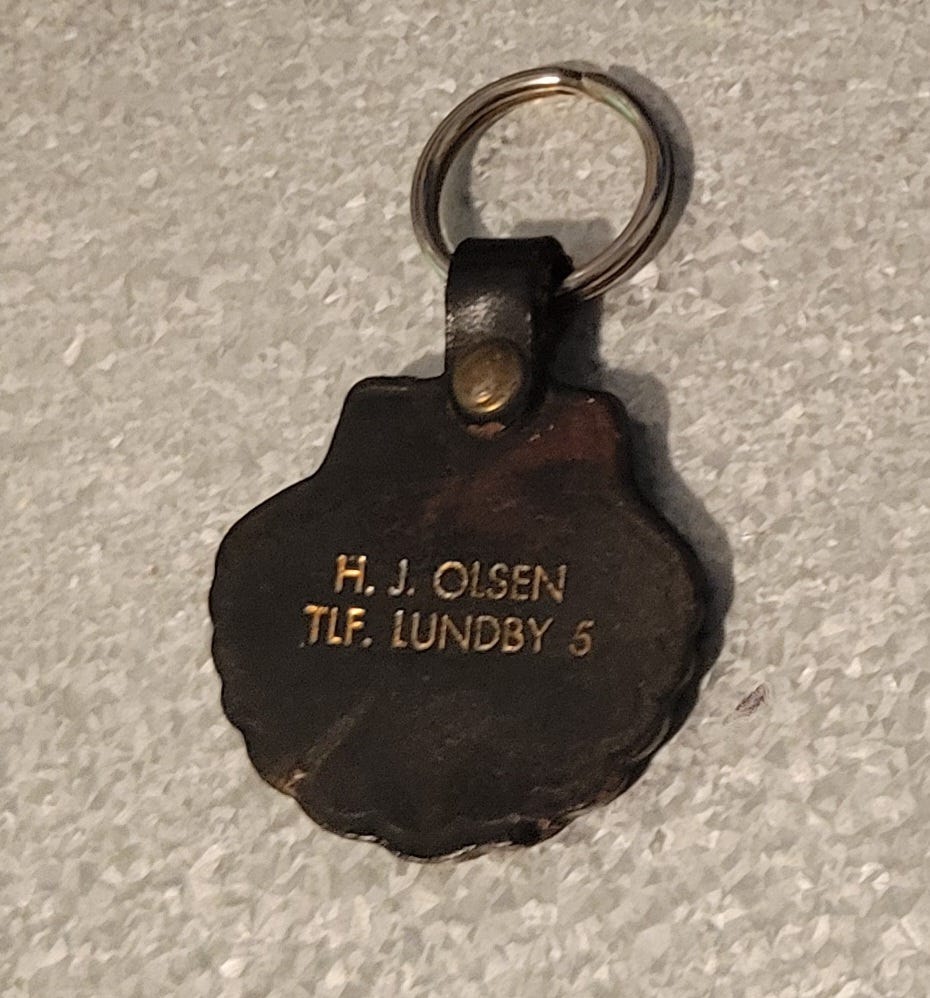 H. J. OLSEN
TLF. LUNDBY 5